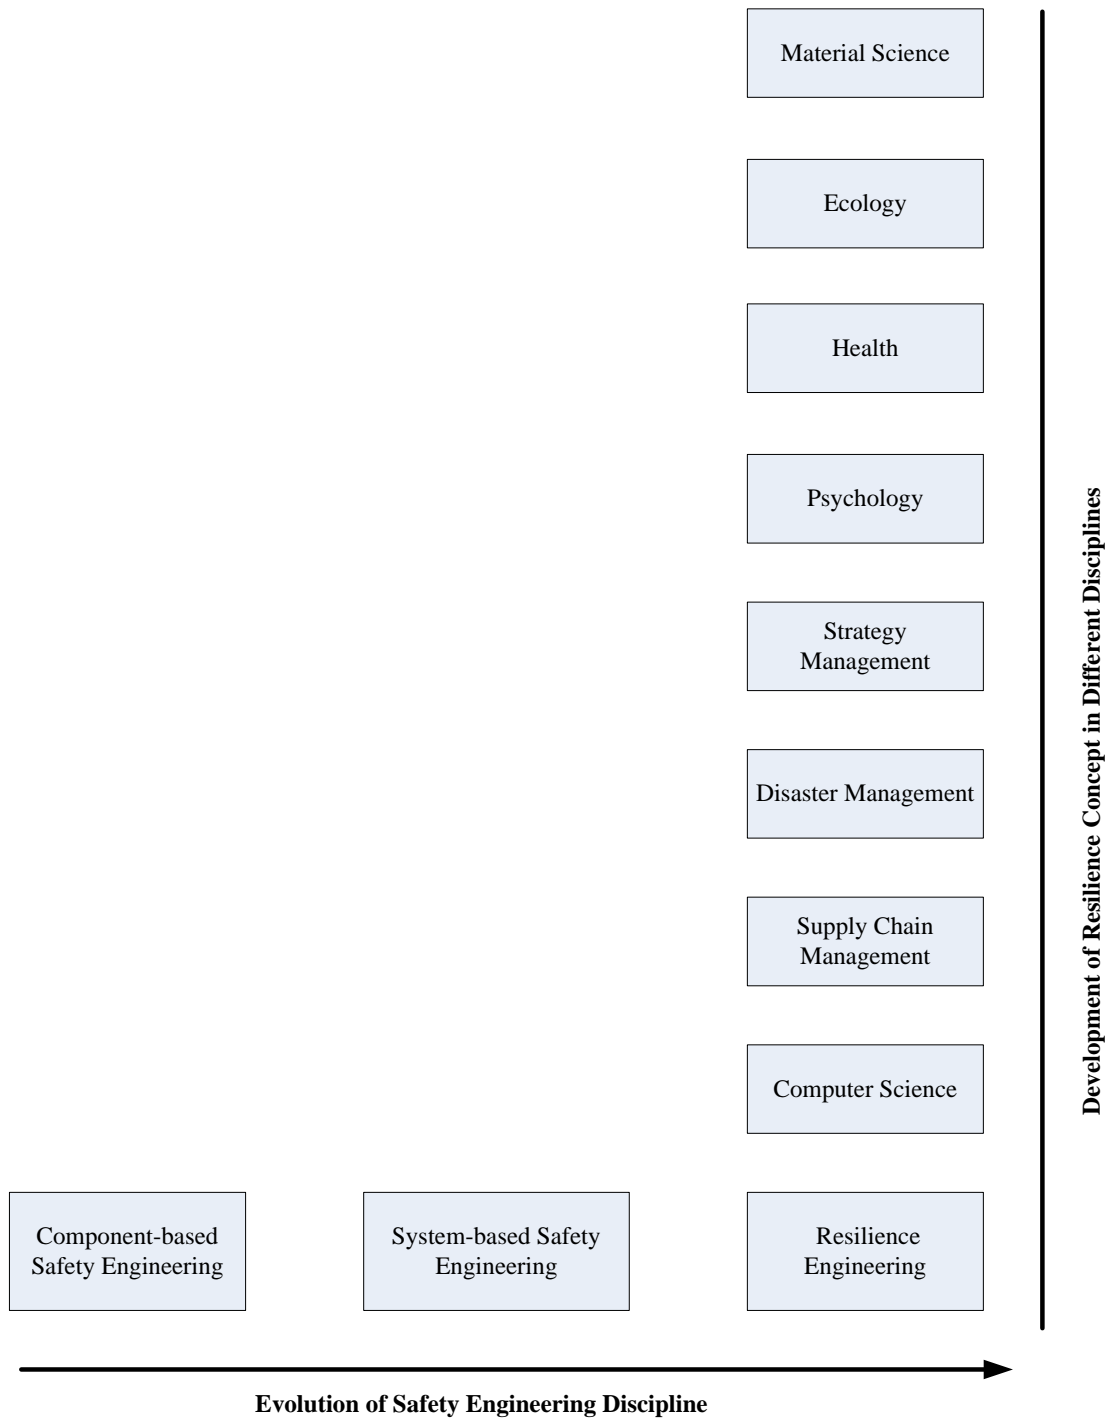 Material Science
Ecology
Health
Psychology
Strategy
Management
Disaster Management
Supply Chain
Management
Computer Science
Component-based
Safety Engineering
System-based Safety
Engineering
Resilience
Engineering
Development of Resilience Concept in Different Disciplines
Evolution of Safety Engineering Discipline